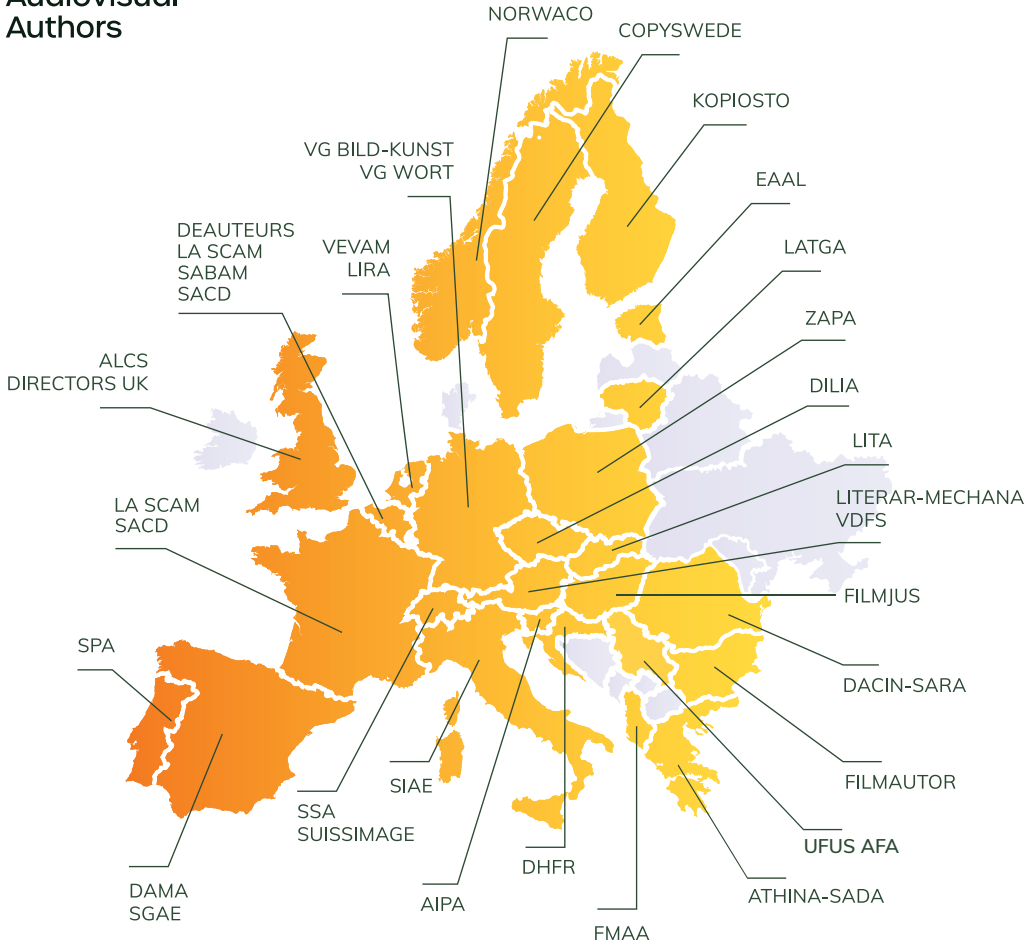 Audiovisual
Authors
NORWACO
COPYSWEDE
KOPIOSTO
VG BILD-KUNST
VG WORT
EAAL
DEAUTEURS
LA SCAM
SABAM
SACD
VEVAM
LIRA
LATGA
ZAPA
ALCS
DIRECTORS UK
DILIA
LITA
LA SCAM
SACD
LITERAR-MECHANA
VDFS
FILMJUS
SPA
DACIN-SARA
SIAE
FILMAUTOR
SSA
SUISSIMAGE
UFUS AFA
DHFR
DAMA
SGAE
AIPA
ATHINA-SADA
FMAA